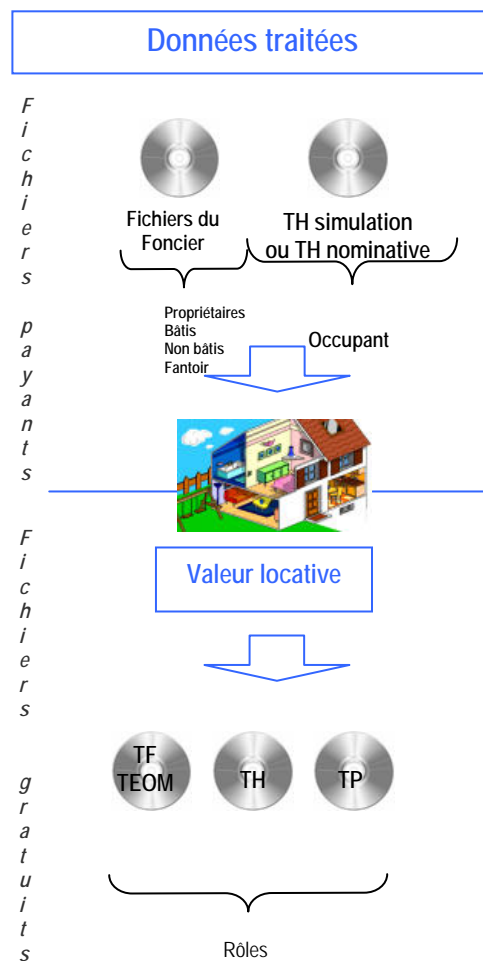 Données traitées
Fichiers payants
Fichiers du
Foncier
TH simulation
ou TH nominative
Propriétaires
Bâtis
Non bâtis
Fantoir
Occupant
Valeur locative
Fichiers gratuits
TF
TEOM
TH
TP
Rôles